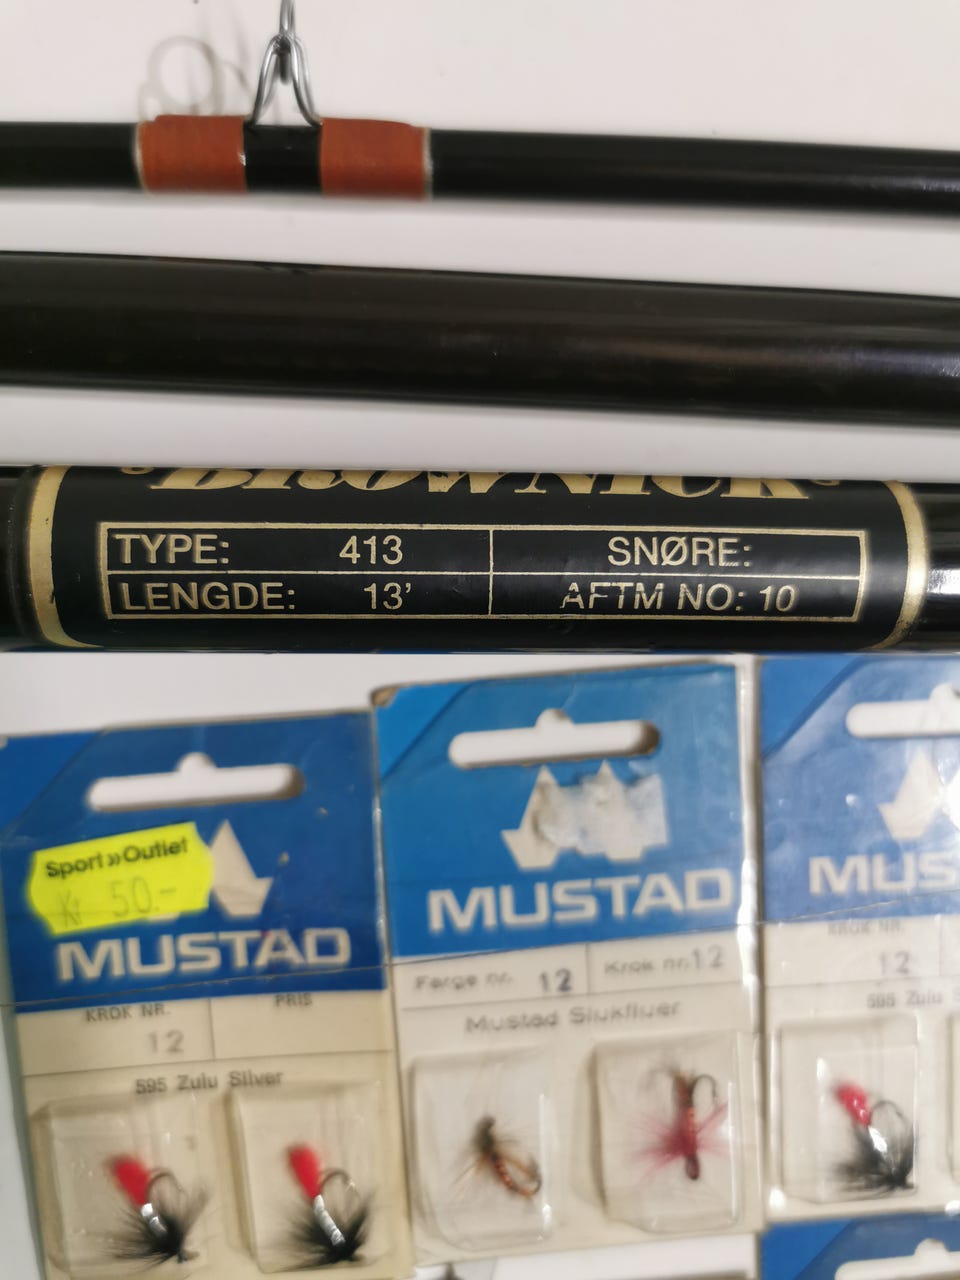 BROWNICK
TYPE: 413 SNØRE:
LENGDE: 13' AFTM NO: 10
Sport»Outlet
Kr 50.-
MUSTAD
KROK NR. PRIS
12
595 Zulu Silver
MUSTAD
Farge nr. 12 Krok nr. 12
Mustad Slukfluer
MUS
KROK NR.
12
595 Zulu S